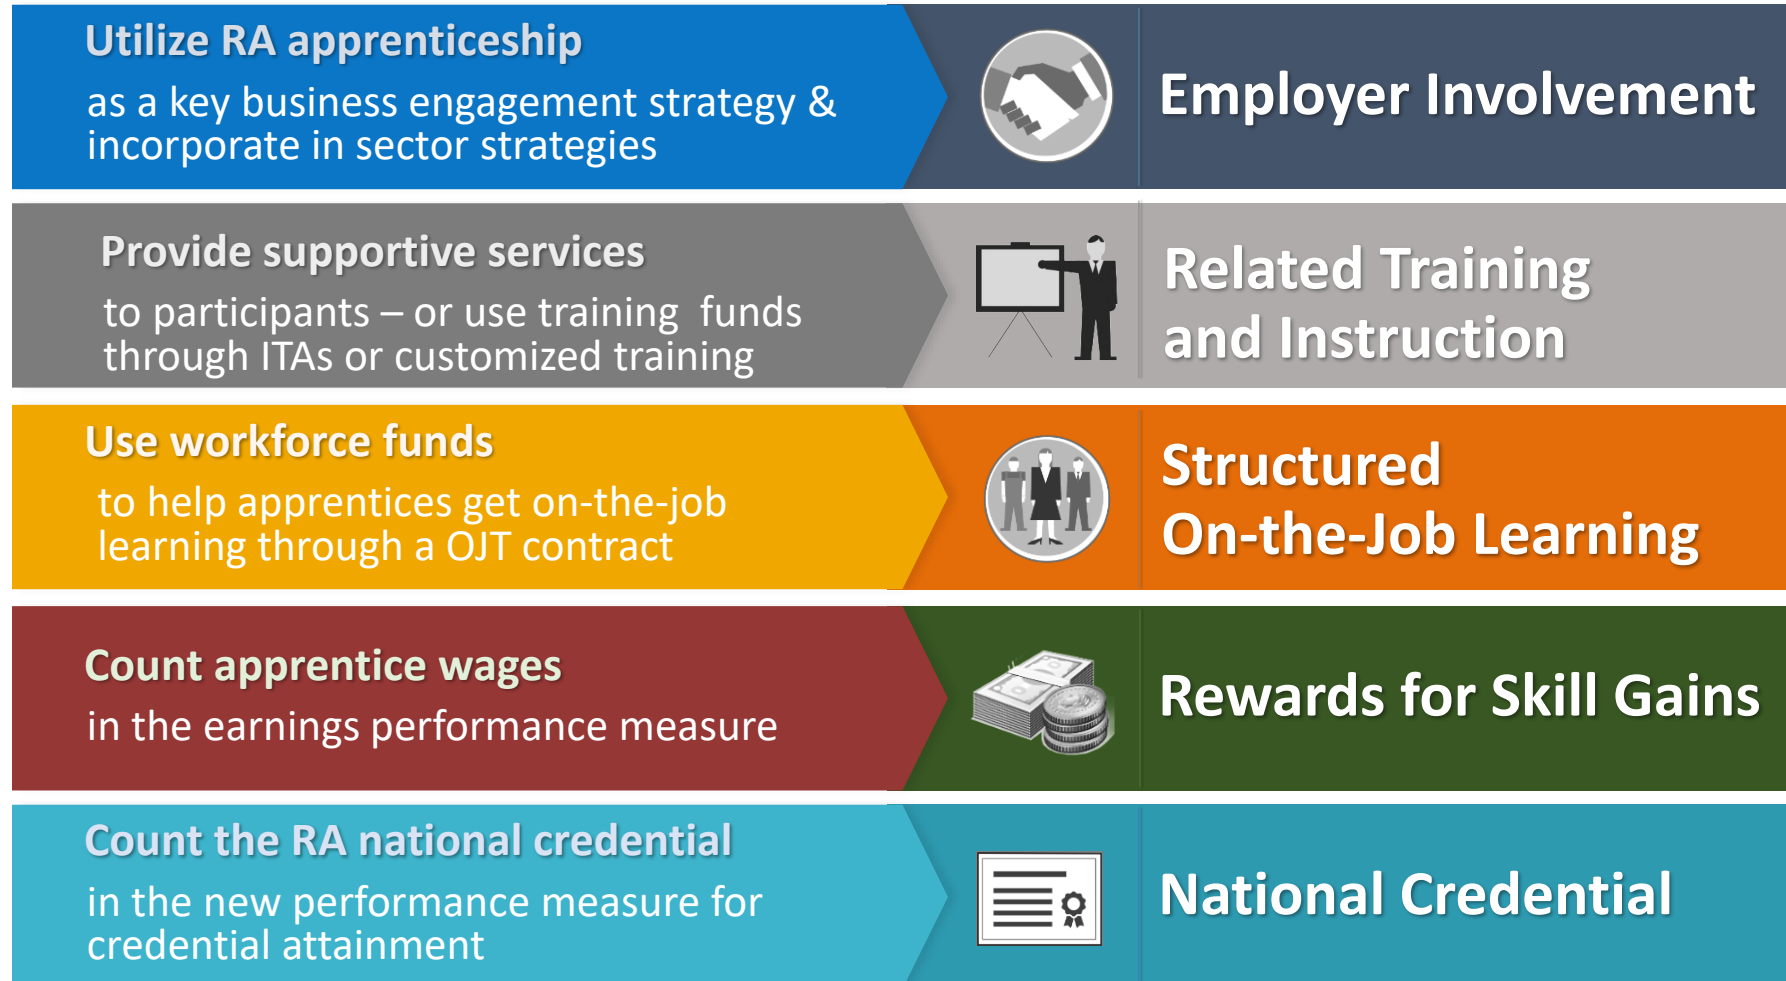 Utilize RA apprenticeship
as a key business engagement strategy &
incorporate in sector strategies
Employer Involvement
Provide supportive services
to participants – or use training funds
through ITAs or customized training
Related Training
and Instruction
Use workforce funds
to help apprentices get on-the-job
learning through a OJT contract
Structured
On-the-Job Learning
Count apprentice wages
in the earnings performance measure
Rewards for Skill Gains
Count the RA national credential
in the new performance measure for
credential attainment
National Credential